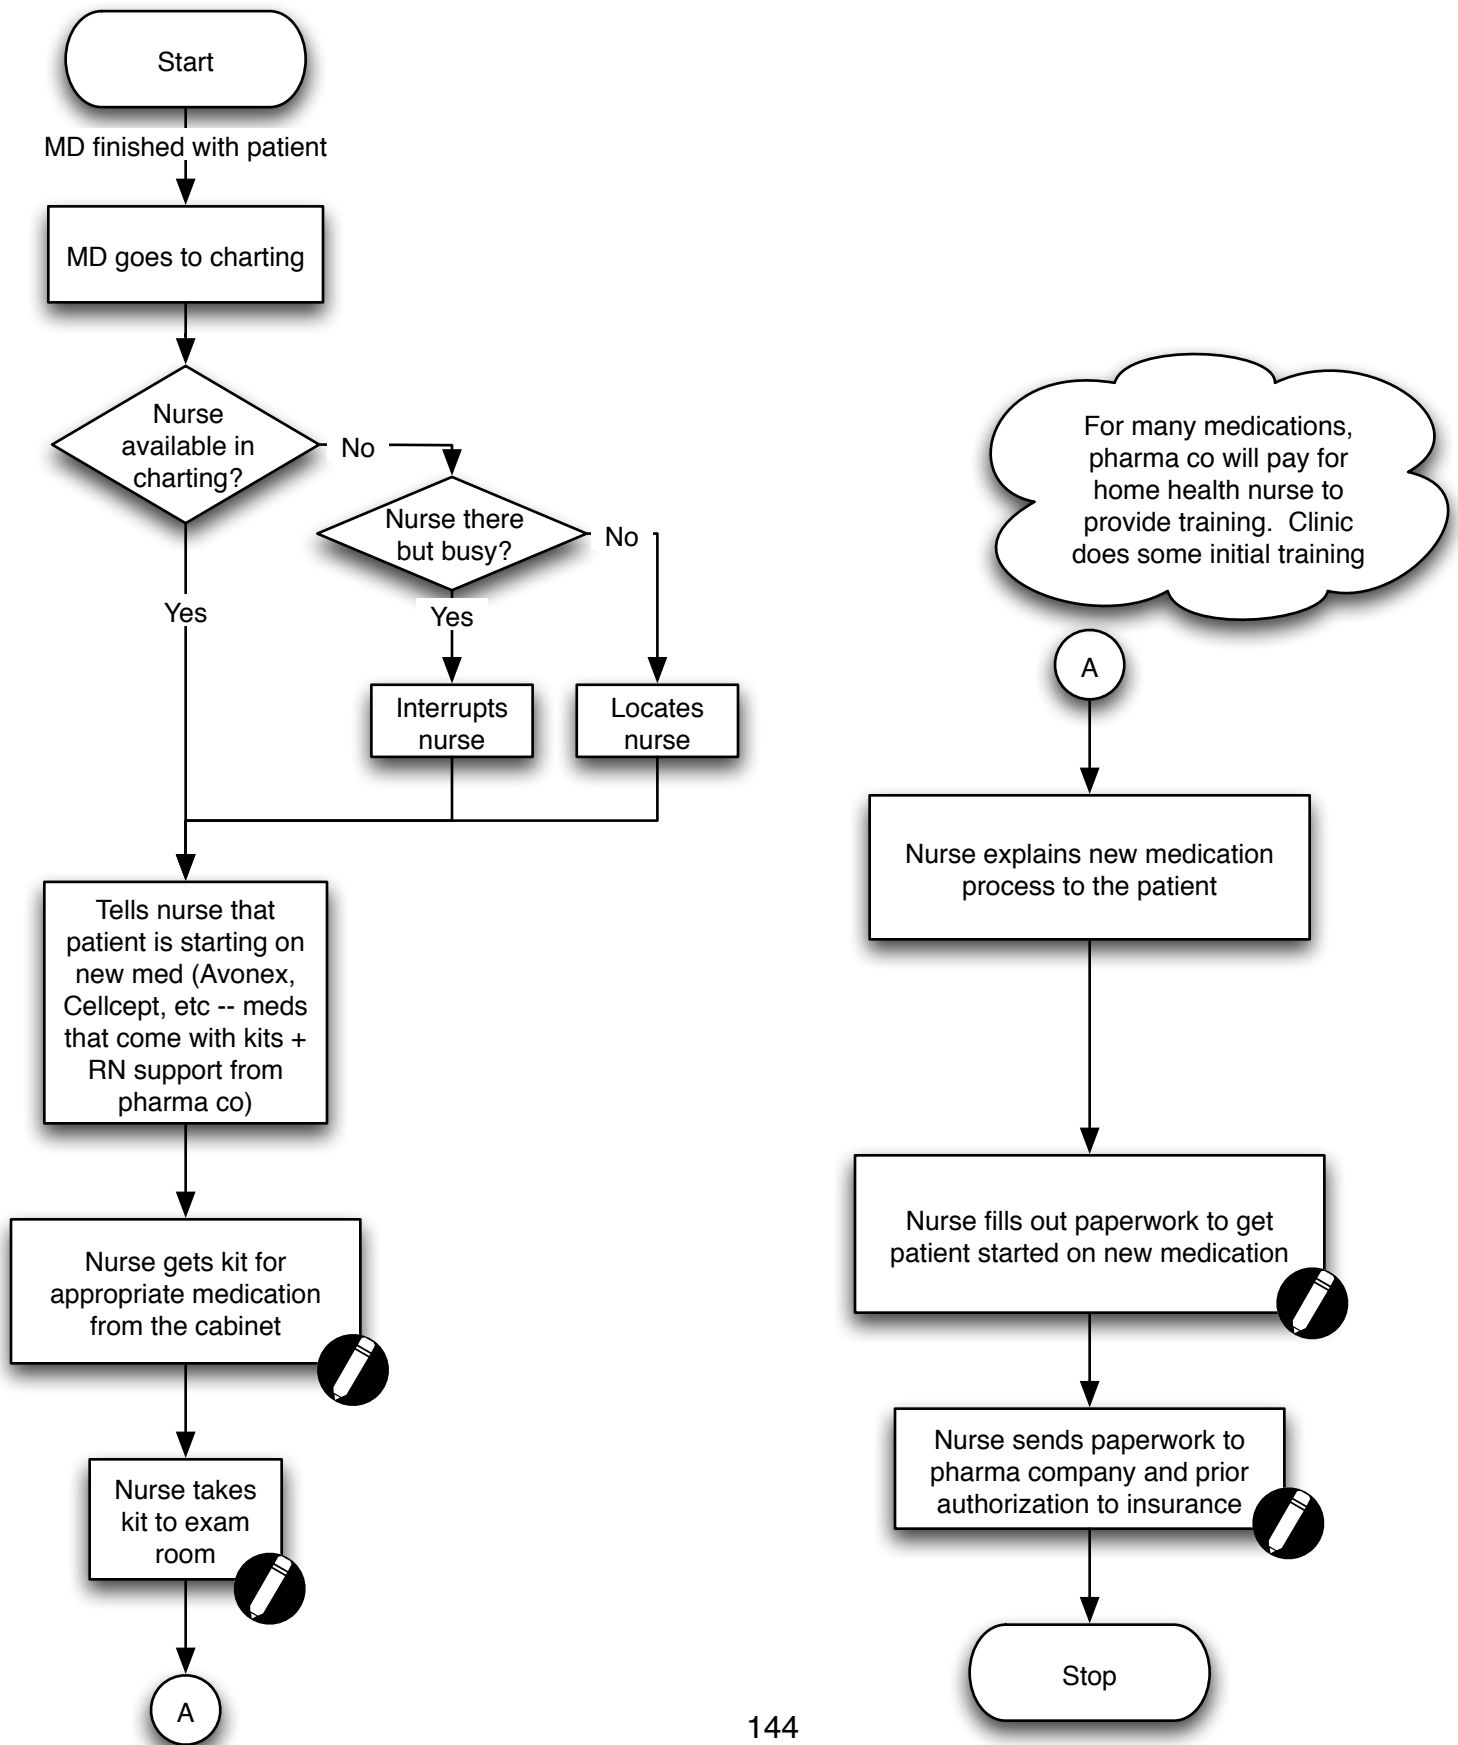 Start
MD finished with patient
MD goes to charting
Nurse
available in
charting?
No
Nurse there
but busy?
No
Yes
Yes
Interrupts
nurse
Locates
nurse
Tells nurse that
patient is starting on
new med (Avonex,
Cellcept, etc -- meds
that come with kits +
RN support from
pharma co)
Nurse gets kit for
appropriate medication
from the cabinet
Nurse takes
kit to exam
room
A
For many medications,
pharma co will pay for
home health nurse to
provide training.  Clinic
does some initial training
A
Nurse explains new medication
process to the patient
Nurse fills out paperwork to get
patient started on new medication
Nurse sends paperwork to
pharma company and prior
authorization to insurance
Stop
144